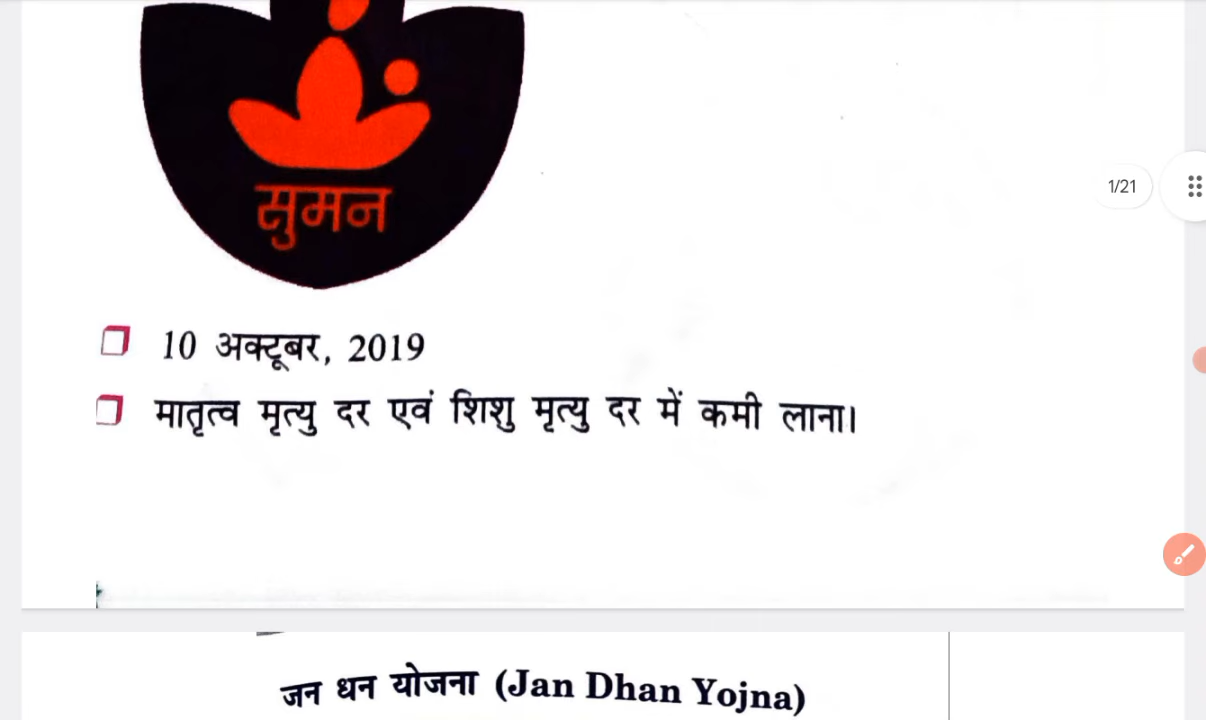 सुमन
1/21
10 अक्टूबर, 2019
मातृत्व मृत्यु दर एवं शिशु मृत्यु दर में कमी लाना।
जन धन योजना (Jan Dhan Yojna)